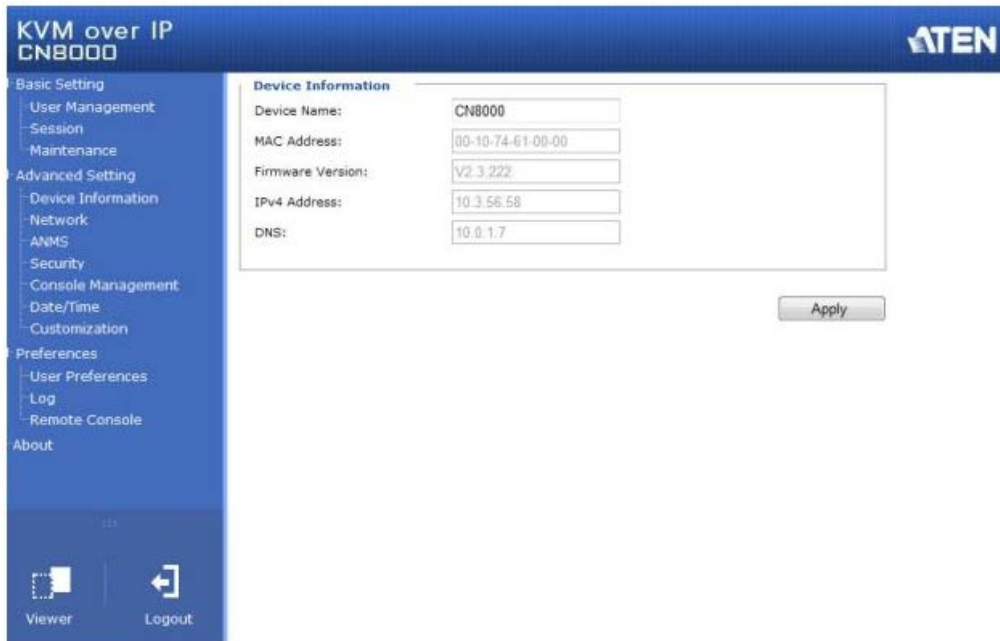 KVM over IP
CN8000
ATEN
Basic Setting
User Management
Session
Maintenance
Advanced Setting
Device Information
Network
ANMS
Security
Console Management
Date/Time
Customization
Preferences
User Preferences
Log
Remote Console
About
Viewer
Logout
Device Information
Device Name: CN8000
MAC Address: 00-10-74-61-00-00
Firmware Version: V2.3.222
IPv4 Address: 10.3.56.58
DNS: 10.0.1.7
Apply